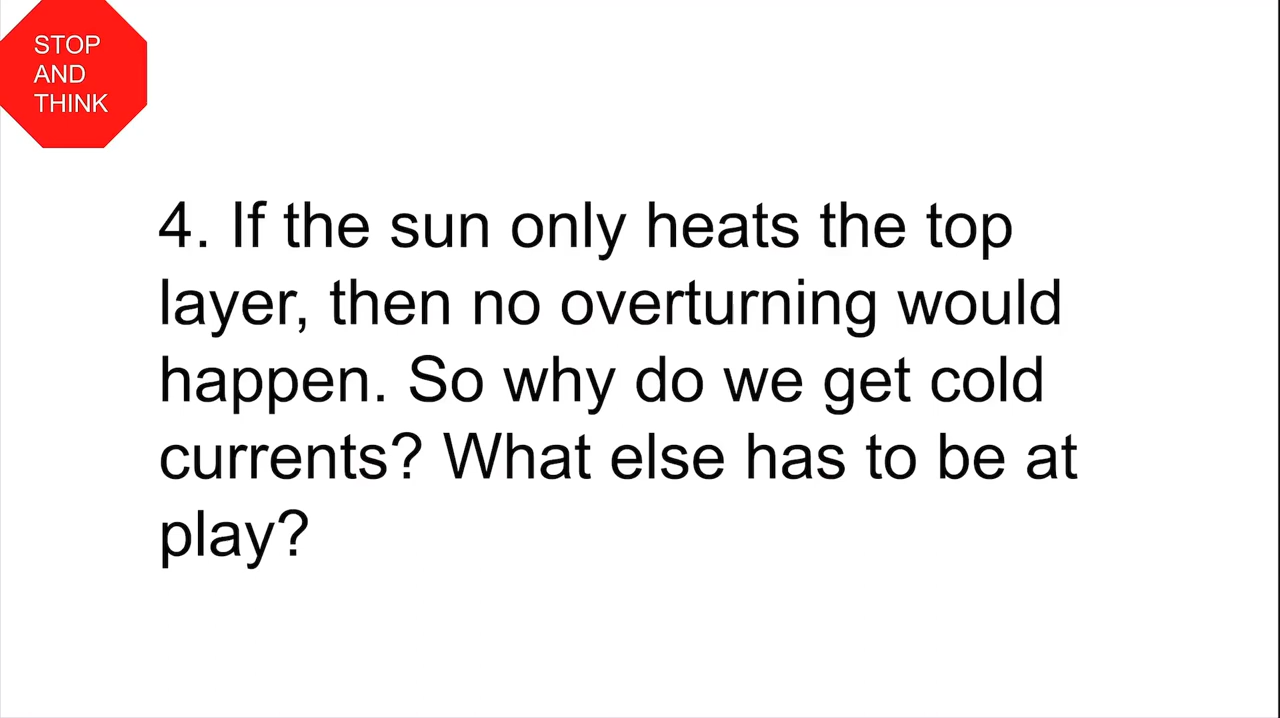 STOP
AND
THINK
4. If the sun only heats the top
layer, then no overturning would
happen. So why do we get cold
currents? What else has to be at
play?